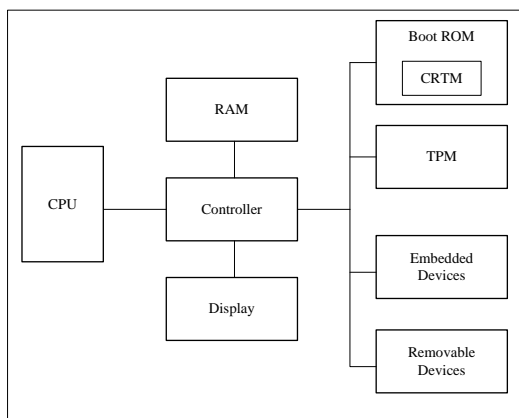 Boot ROM
CRTM
RAM
TPM
CPU
Controller
Embedded
Devices
Display
Removable
Devices